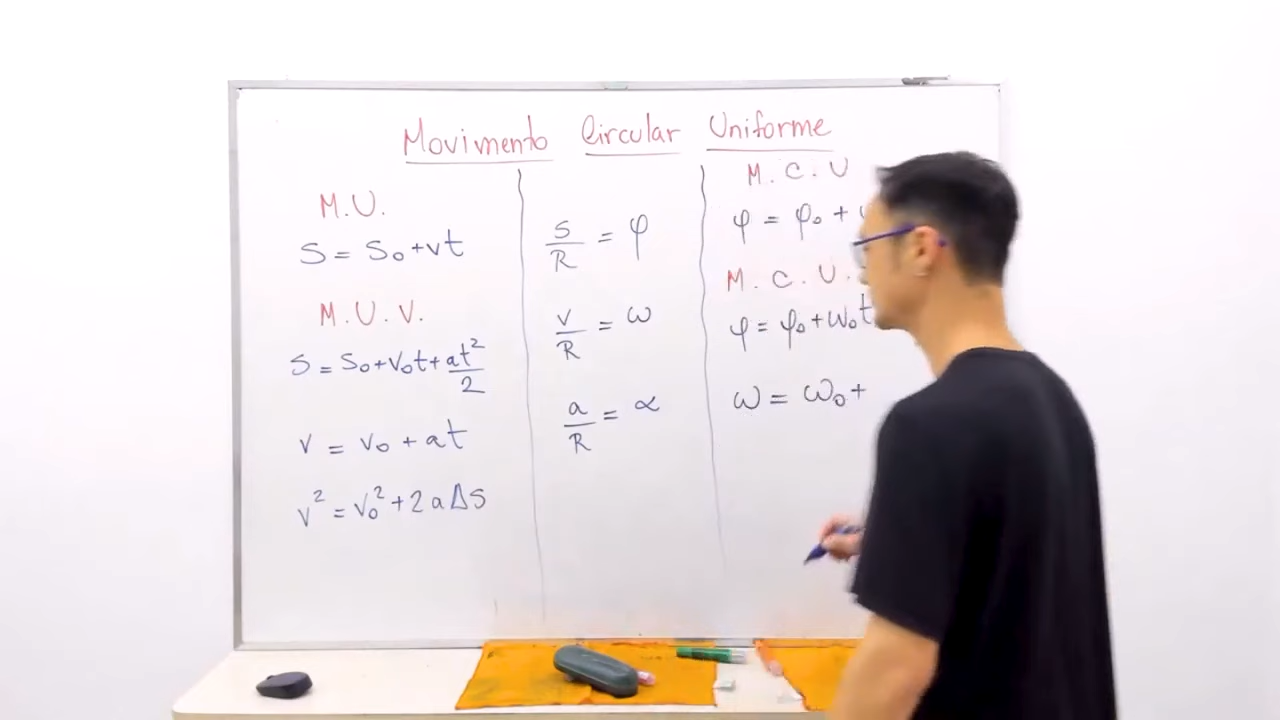 Movimento Circular Uniforme
M.U.
S = S₀+vt
M.U.V.
S = S₀+V₀t+at²/2
v = v₀ + at
v² = v₀²+2aΔS
S/R = φ
v/R = ω
a/R = α
M.C.U
φ = φ₀ +
M.C.U.
φ = φ₀+ω₀t
ω = ω₀+